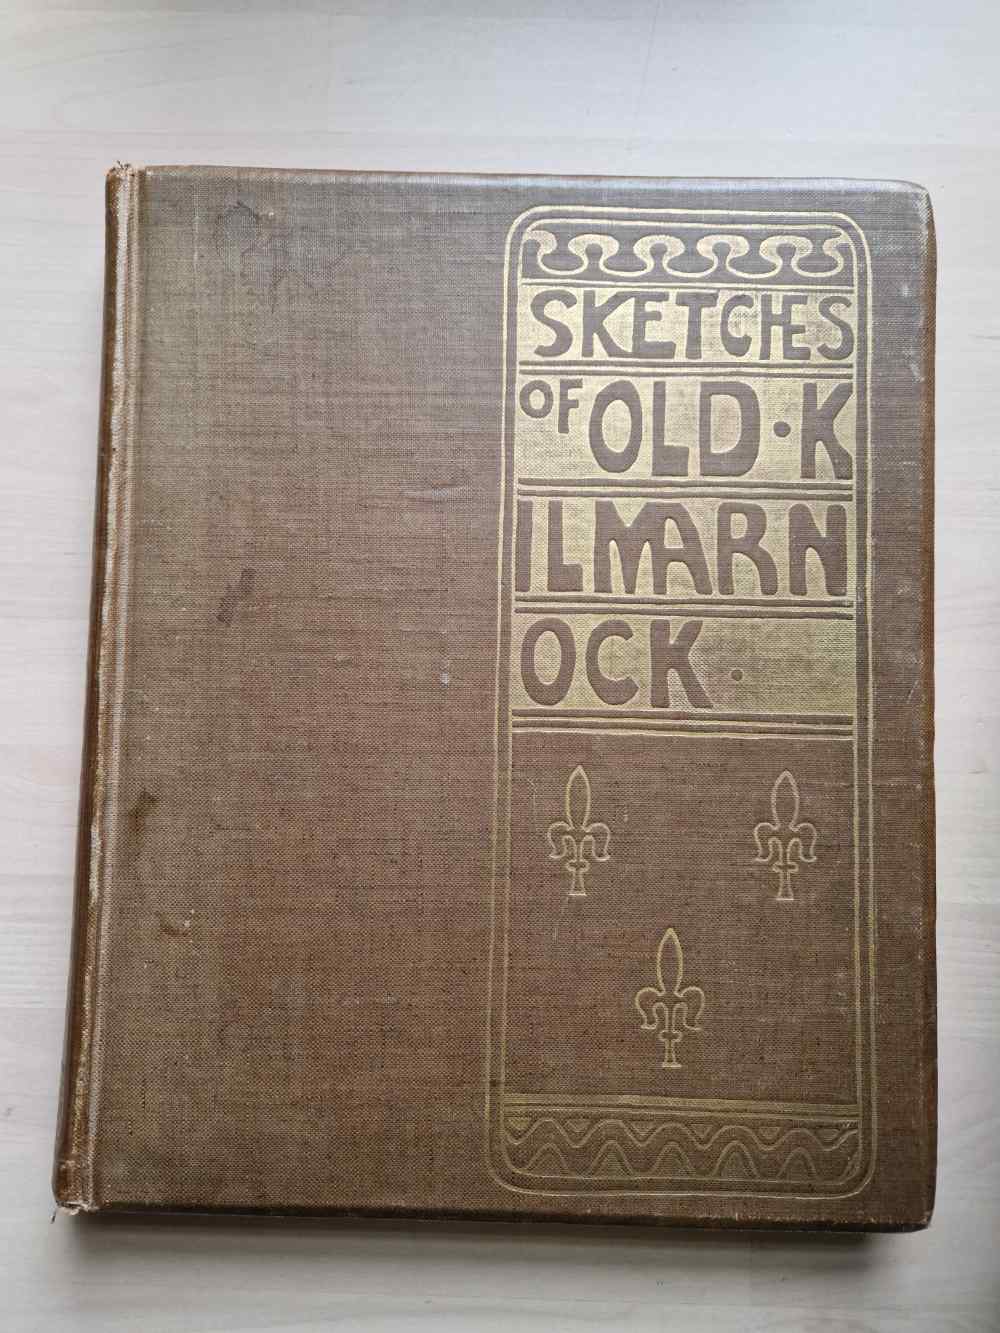 SKETCHES
OF OLD · K
ILMARN
OCK ·